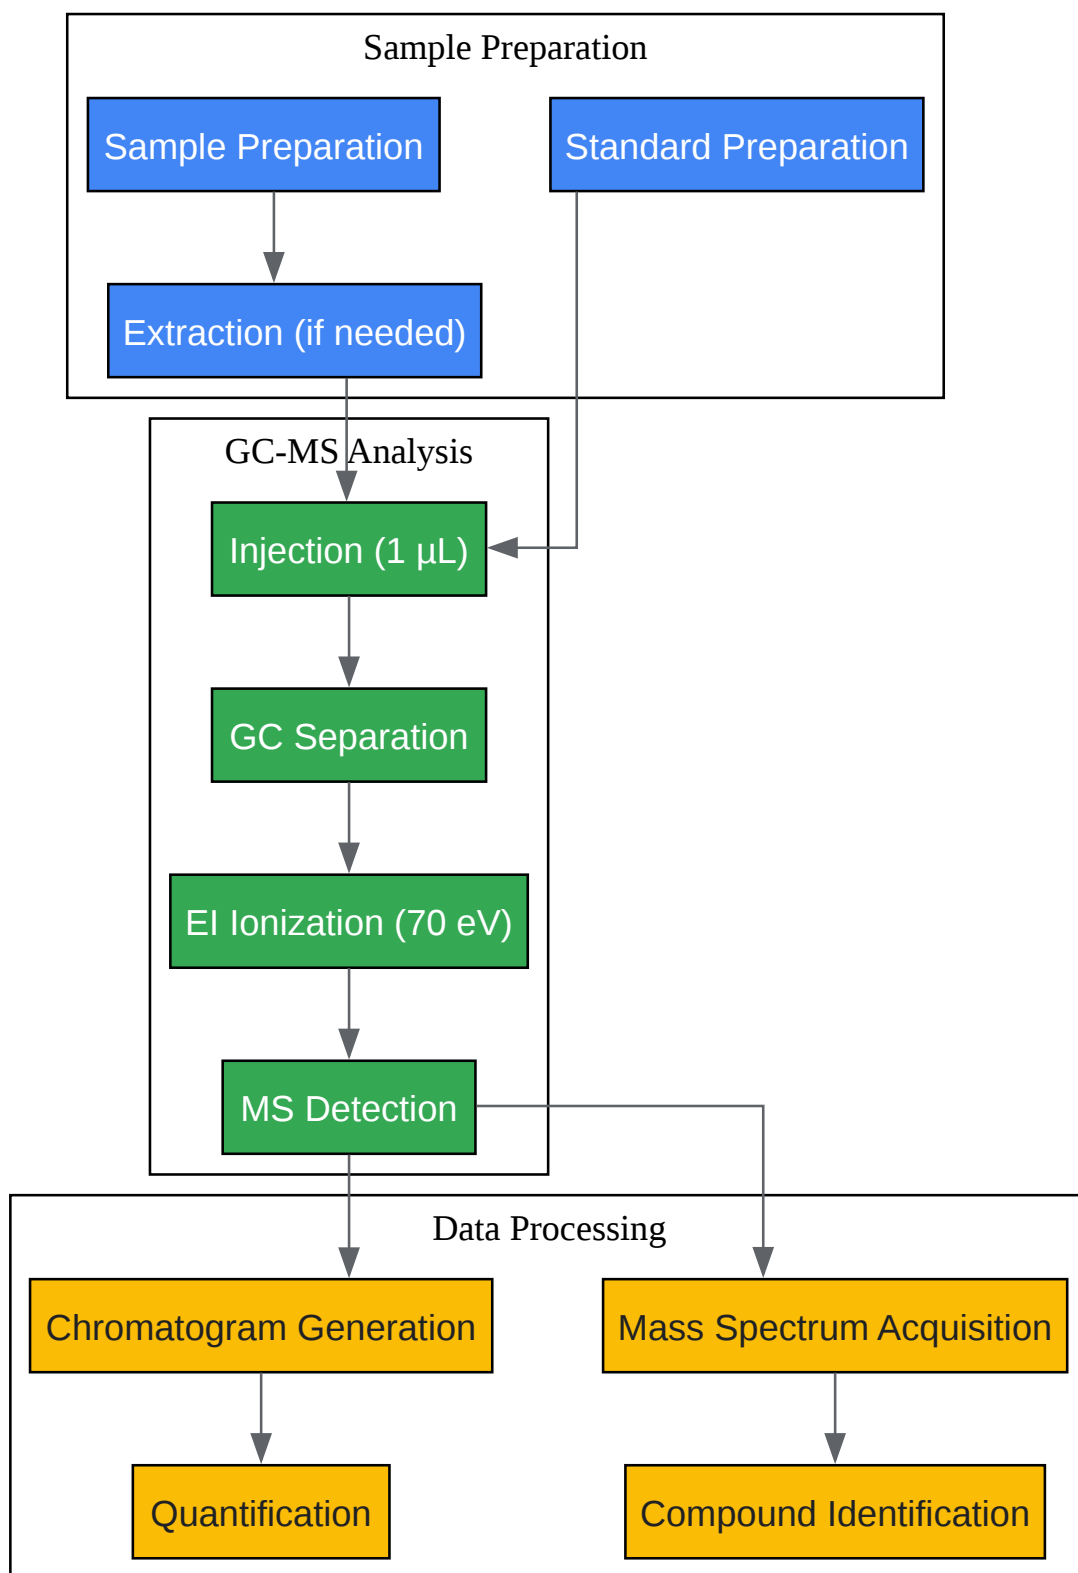 Sample Preparation
Sample Preparation
Standard Preparation
Extraction (if needed)
GC-MS Analysis
Injection (1 µL)
GC Separation
EI Ionization (70 eV)
MS Detection
Data Processing
Chromatogram Generation
Mass Spectrum Acquisition
Quantification
Compound Identification